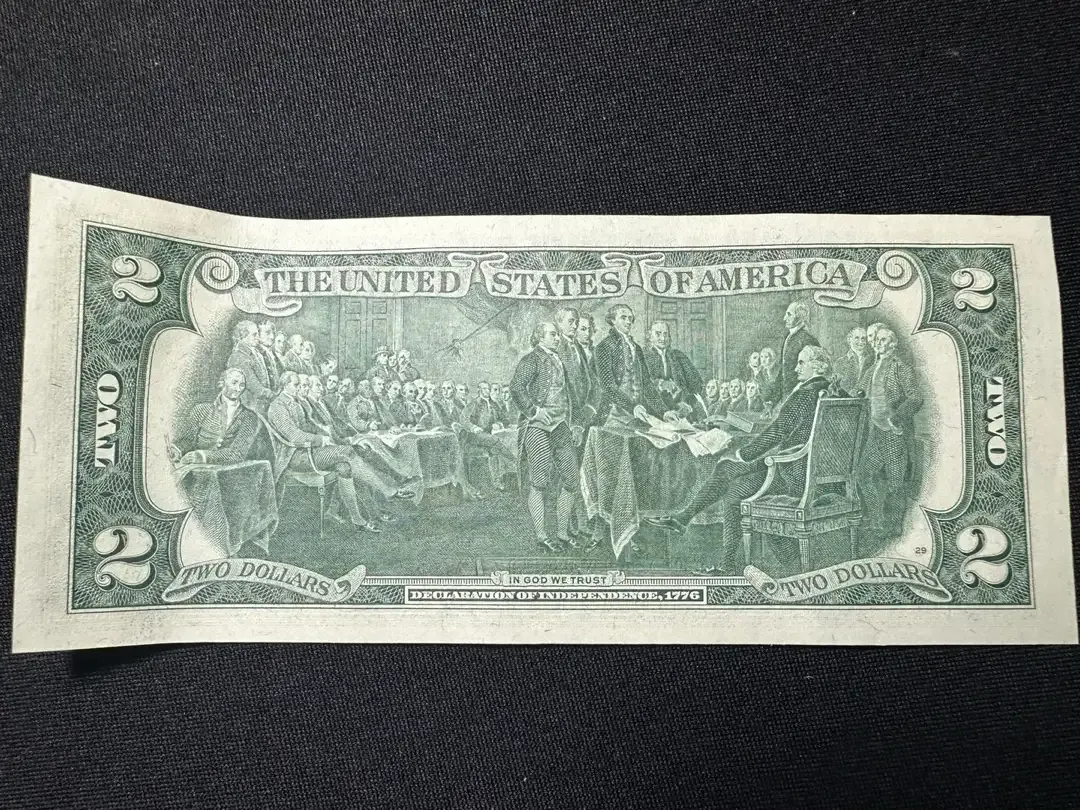 2 2
THE UNITED STATES OF AMERICA
TWO TWO
29
2 2
TWO DOLLARS IN GOD WE TRUST TWO DOLLARS
DECLARATION OF INDEPENDENCE, 1776